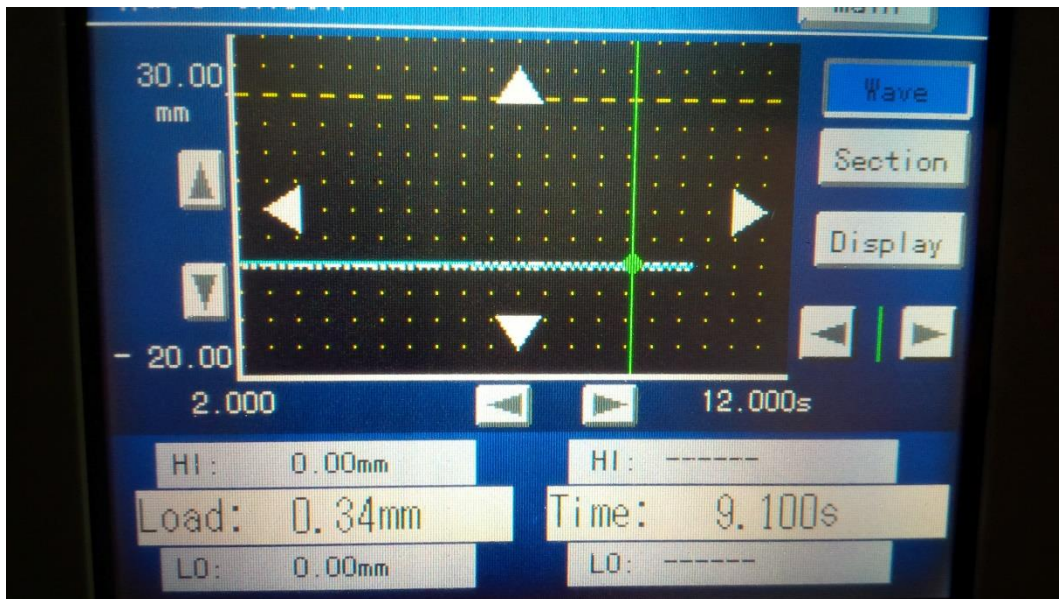 Main
30.00
mm
Wave
Section
Display
- 20.00
2.000
12.000s
HI: 0.00mm
HI: ------
Load: 0.34mm
Time: 9.100s
LO: 0.00mm
LO: ------